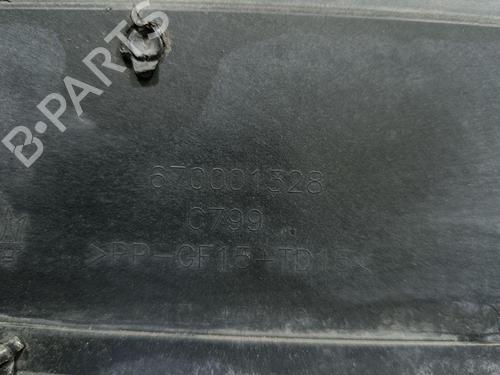 B-PARTS
670001328
C799
>PP-CF15+TD15<